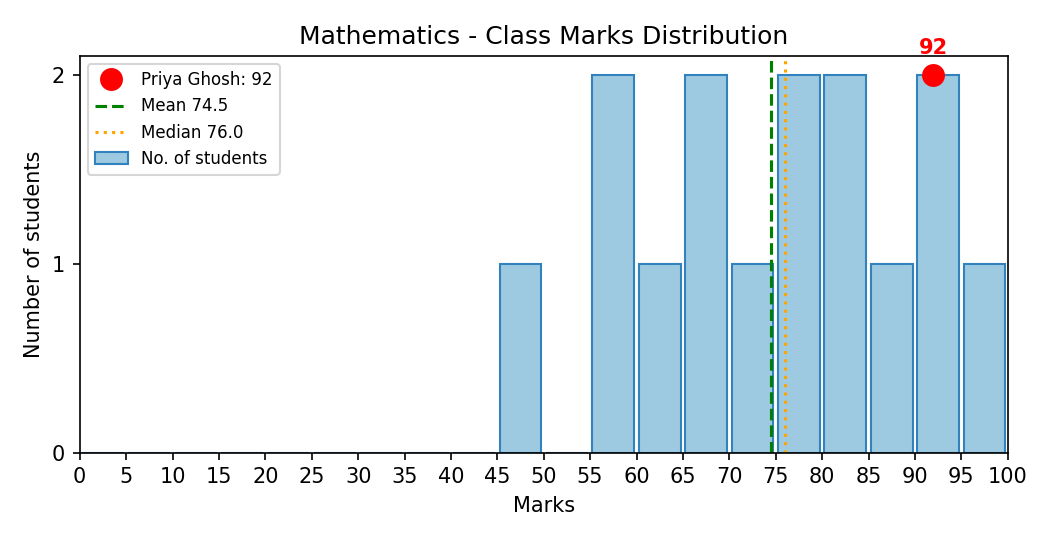 Mathematics - Class Marks Distribution
92
Priya Ghosh: 92
Mean 74.5
Median 76.0
No. of students
Number of students
2
1
0
0 5 10 15 20 25 30 35 40 45 50 55 60 65 70 75 80 85 90 95 100
Marks